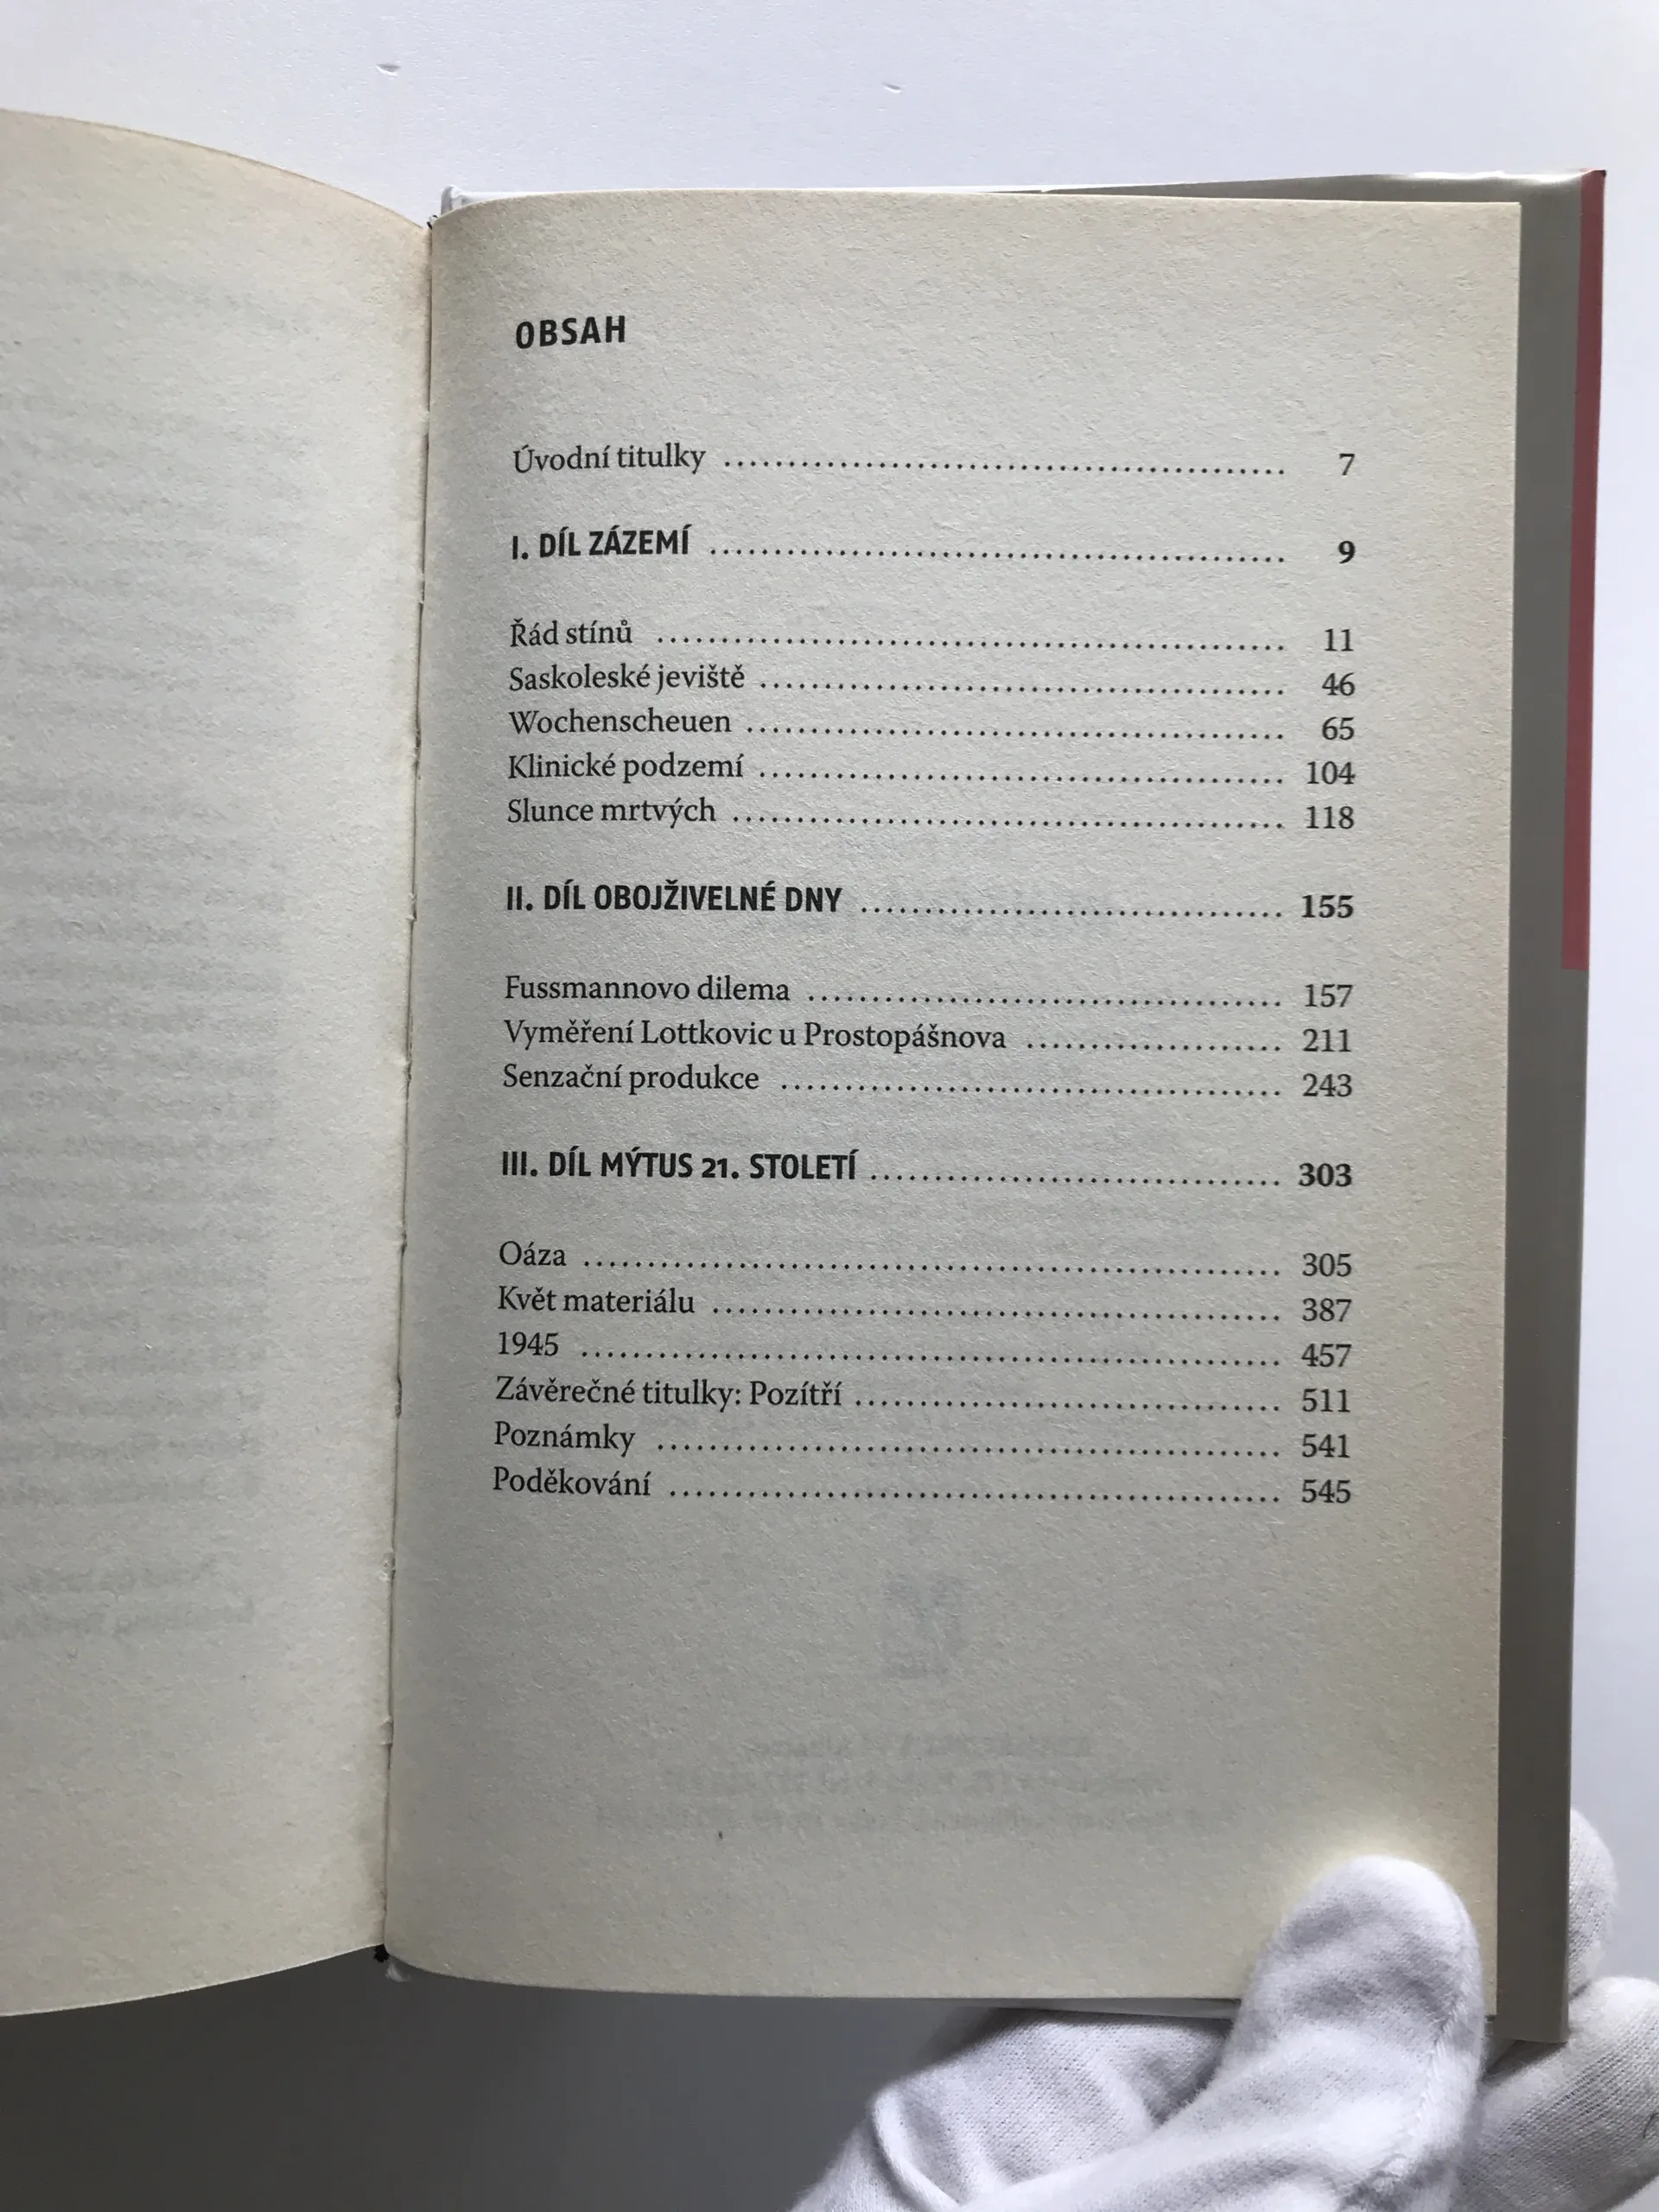 OBSAH
Úvodní titulky ........................................... 7
I. DÍL ZÁZEMÍ ............................................ 9
Řád stínů ................................................ 11
Saskoleské jeviště ........................................ 46
Wochenscheuen .......................................... 65
Klinické podzemí ......................................... 104
Slunce mrtvých ........................................... 118
II. DÍL OBOJŽIVELNÉ DNY ................................. 155
Fussmannovo dilema ..................................... 157
Vyměření Lottkovic u Prostopášnova .................... 211
Senzační produkce ....................................... 243
III. DÍL MÝTUS 21. STOLETÍ ................................ 303
Oáza ...................................................... 305
Květ materiálu ............................................ 387
1945 ...................................................... 457
Závěrečné titulky: Pozítří ................................. 511
Poznámky ................................................ 541
Poděkování ............................................... 545